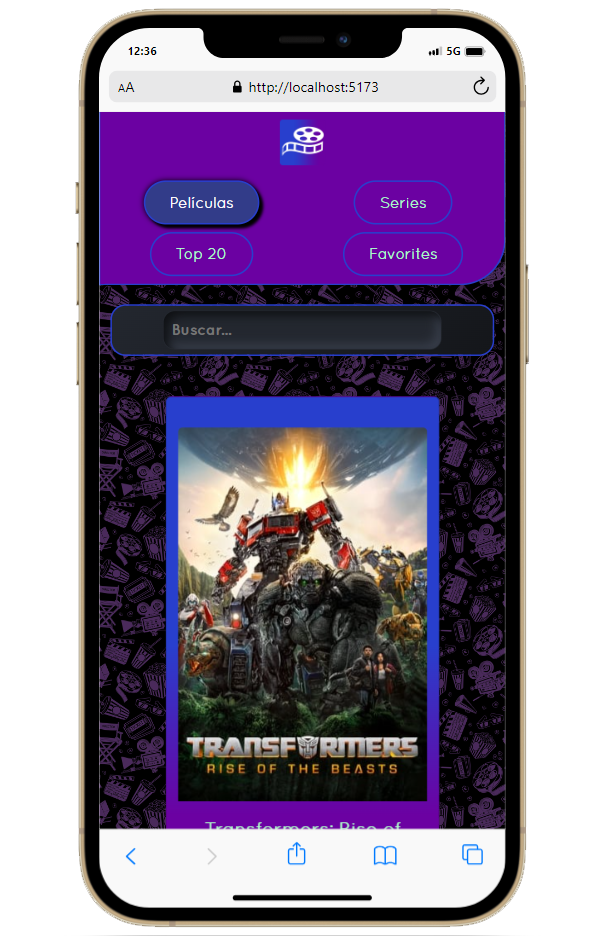 12:36
5G
AA
http://localhost:5173
Películas
Series
Top 20
Favorites
Buscar...
TRANSFORMERS
RISE OF THE BEASTS
Transformers: Rise of